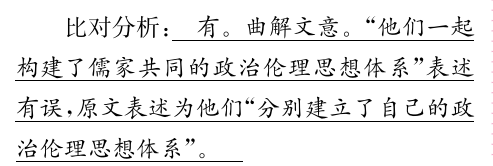 比对分析：有。曲解文意。“他们一起
构建了儒家共同的政治伦理思想体系”表述
有误，原文表述为他们“分别建立了自己的政
治伦理思想体系”。